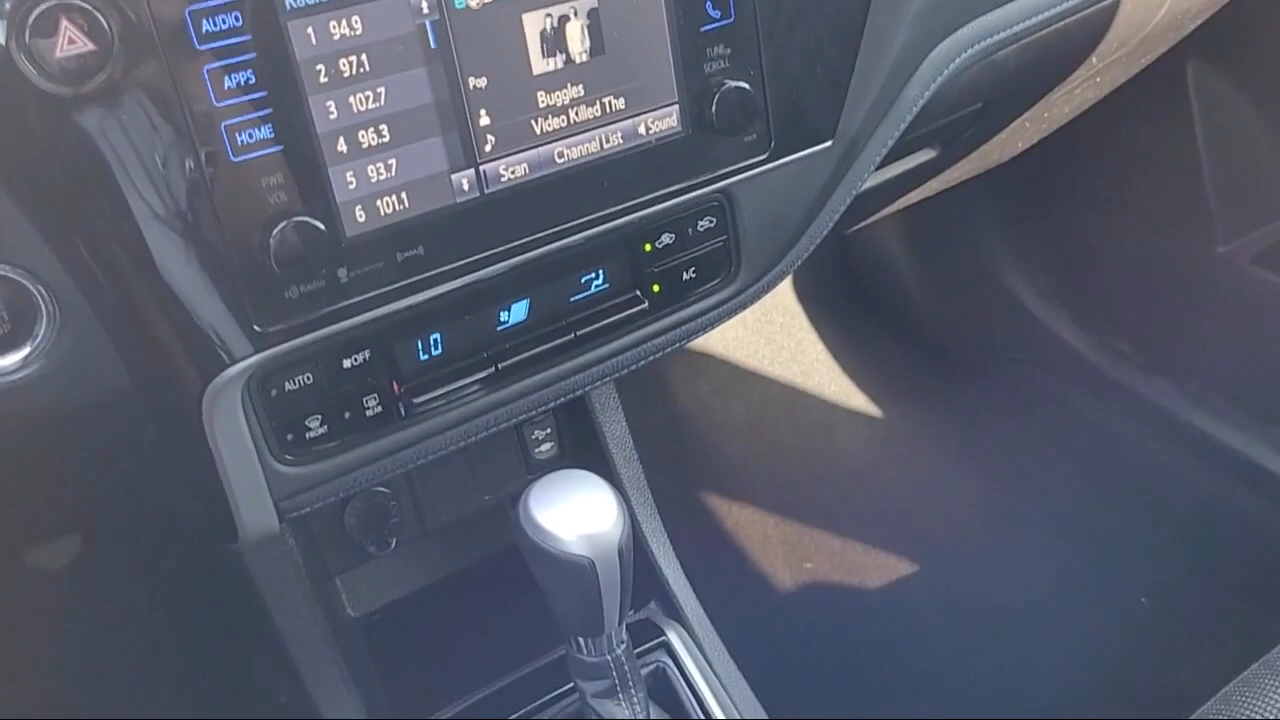 AUDIO
APPS
HOME
PWR
VOL
1 94.9
2 97.1
3 102.7
4 96.3
5 93.7
6 101.1
Pop
Buggles
Video Killed The
Scan
Channel List
Sound
TUNE
SCROLL
HD Radio
AUTO
OFF
FRONT
REAR
LO
A/C